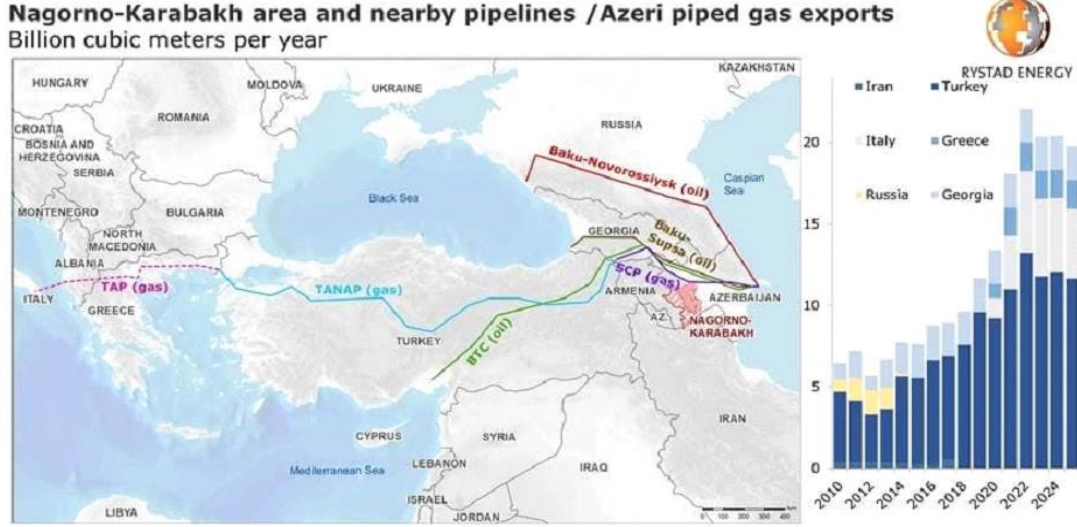 Nagorno-Karabakh area and nearby pipelines /Azeri piped gas exports
Billion cubic meters per year
RYSTAD ENERGY
HUNGARY
MOLDOVA
UKRAINE
KAZAKHSTAN
ROMANIA
RUSSIA
CROATIA
BOSNIA AND
HERZEGOVINA
SERBIA
Baku-Novorossiysk (oil)
Caspian
Sea
Black Sea
MONTENEGRO
BULGARIA
NORTH
MACEDONIA
GEORGIA
Baku-
Supsa (oil)
ALBANIA
ITALY
TAP (gas)
TANAP (gas)
SCP (gas)
ARMENIA
AZERBAIJAN
GREECE
AZ.
NAGORNO-
KARABAKH
TURKEY
BTC (oil)
IRAN
CYPRUS
SYRIA
Mediterranean Sea
LEBANON
IRAQ
ISRAEL
LIBYA
JORDAN
Iran
Turkey
Italy
Greece
Russia
Georgia
20
15
10
5
0
2010
2012
2014
2016
2018
2020
2022
2024